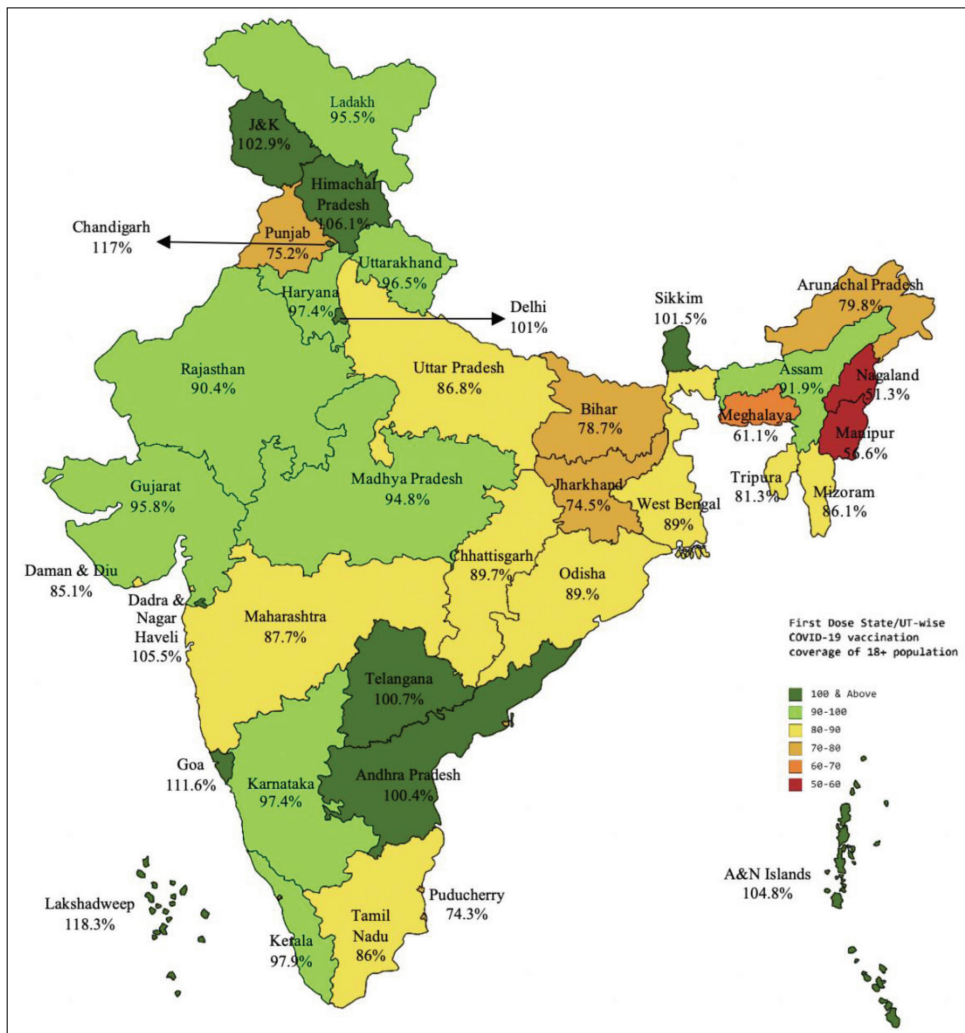 Ladakh
95.5%
J&K
102.9%
Himachal
Pradesh
106.1%
Chandigarh
117%
Punjab
75.2%
Uttarakhand
96.5%
Haryana
97.4%
Delhi
101%
Sikkim
101.5%
Arunachal Pradesh
79.8%
Rajasthan
90.4%
Uttar Pradesh
86.8%
Assam
91.9%
Nagaland
51.3%
Bihar
78.7%
Meghalaya
61.1%
Manipur
56.6%
Gujarat
95.8%
Madhya Pradesh
94.8%
Jharkhand
74.5%
West Bengal
89%
Tripura
81.3%
Mizoram
86.1%
Daman & Diu
85.1%
Dadra &
Nagar
Haveli
105.5%
Chhattisgarh
89.7%
Odisha
89.%
Maharashtra
87.7%
First Dose State/UT-wise
COVID-19 vaccination
coverage of 18+ population
100 & Above
90-100
80-90
70-80
60-70
50-60
Telangana
100.7%
Goa
111.6%
Karnataka
97.4%
Andhra Pradesh
100.4%
A&N Islands
104.8%
Lakshadweep
118.3%
Puducherry
74.3%
Tamil
Nadu
86%
Kerala
97.9%